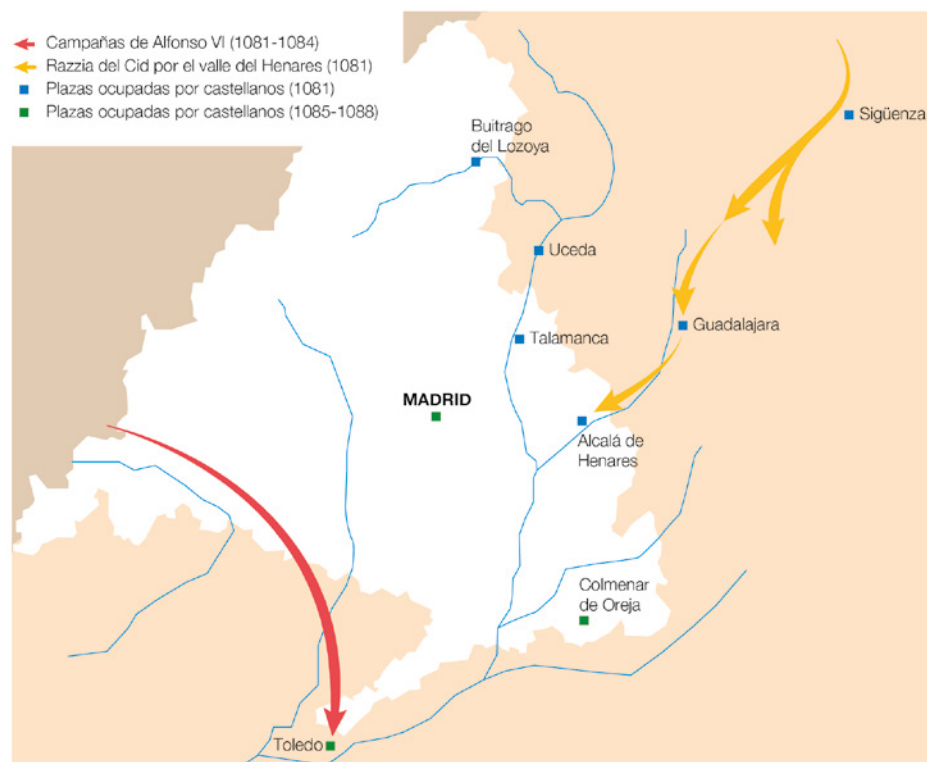 Campañas de Alfonso VI (1081-1084)
Razzia del Cid por el valle del Henares (1081)
Plazas ocupadas por castellanos (1081)
Plazas ocupadas por castellanos (1085-1088)
Sigüenza
Buitrago
del Lozoya
Uceda
Guadalajara
Talamanca
MADRID
Alcalá de
Henares
Colmenar
de Oreja
Toledo